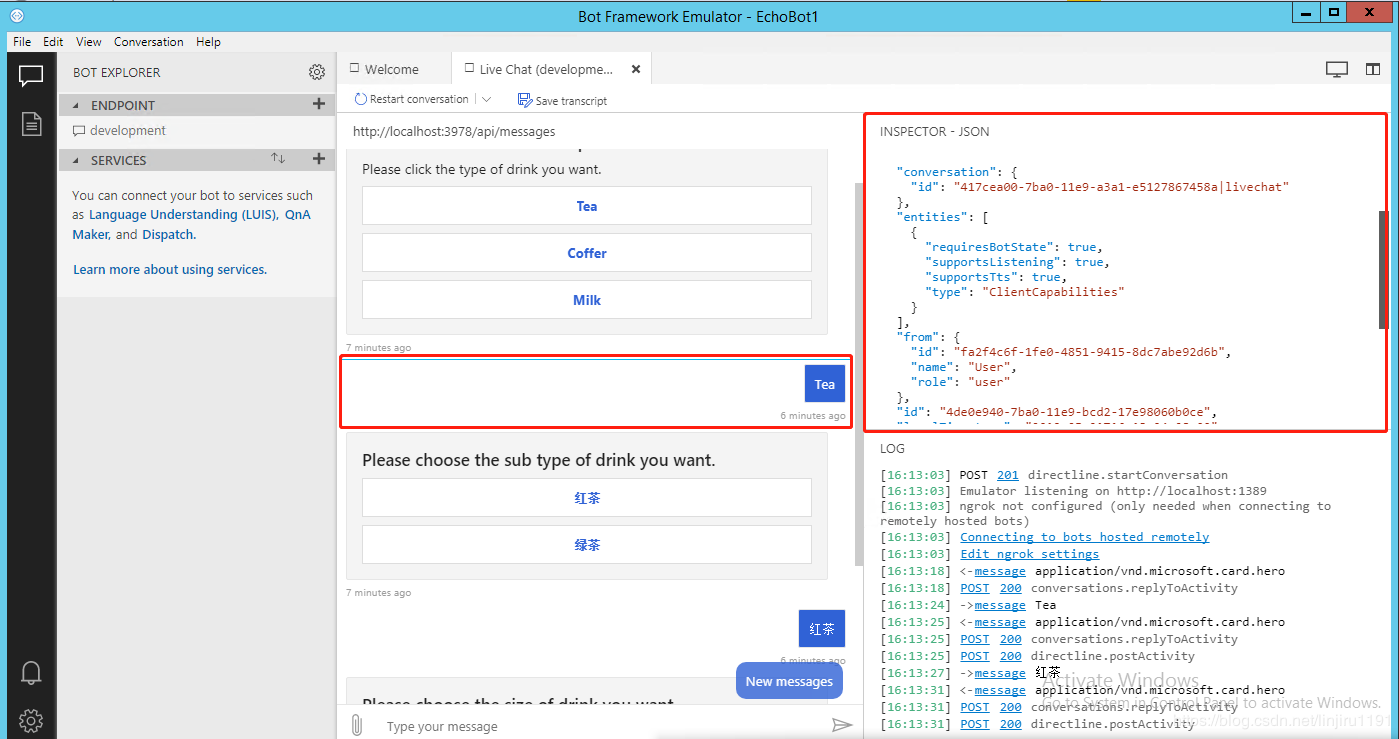 Bot Framework Emulator - EchoBot1
File Edit View Conversation Help
BOT EXPLORER
ENDPOINT
development
SERVICES
You can connect your bot to services such
as Language Understanding (LUIS), QnA
Maker, and Dispatch.
Learn more about using services.
Welcome
Live Chat (developme...
Restart conversation
Save transcript
http://localhost:3978/api/messages
Please click the type of drink you want.
Tea
Coffer
Milk
7 minutes ago
Tea
6 minutes ago
Please choose the sub type of drink you want.
红茶
绿茶
7 minutes ago
红茶
6 minutes ago
New messages
Please choose the size of drink you want.
Type your message
INSPECTOR - JSON
"conversation": {
"id": "417cea00-7ba0-11e9-a3a1-e5127867458a|livechat"
},
"entities": [
{
"requiresBotState": true,
"supportsListening": true,
"supportsTts": true,
"type": "ClientCapabilities"
}
],
"from": {
"id": "fa2f4c6f-1fe0-4851-9415-8dc7abe92d6b",
"name": "User",
"role": "user"
},
"id": "4de0e940-7ba0-11e9-bcd2-17e98060b0ce",
LOG
[16:13:03] POST 201 directline.startConversation
[16:13:03] Emulator listening on http://localhost:1389
[16:13:03] ngrok not configured (only needed when connecting to
remotely hosted bots)
[16:13:03] Connecting to bots hosted remotely
[16:13:03] Edit ngrok settings
[16:13:18] <-message application/vnd.microsoft.card.hero
[16:13:18] POST 200 conversations.replyToActivity
[16:13:24] ->message Tea
[16:13:25] <-message application/vnd.microsoft.card.hero
[16:13:25] POST 200 conversations.replyToActivity
[16:13:25] POST 200 directline.postActivity
[16:13:27] ->message 红茶
[16:13:31] <-message application/vnd.microsoft.card.hero
[16:13:31] POST 200 conversations.replyToActivity
[16:13:31] POST 200 directline.postActivity
Activate Windows
Go to System in Control Panel to activate Windows.
https://blog.csdn.net/linjiru1191